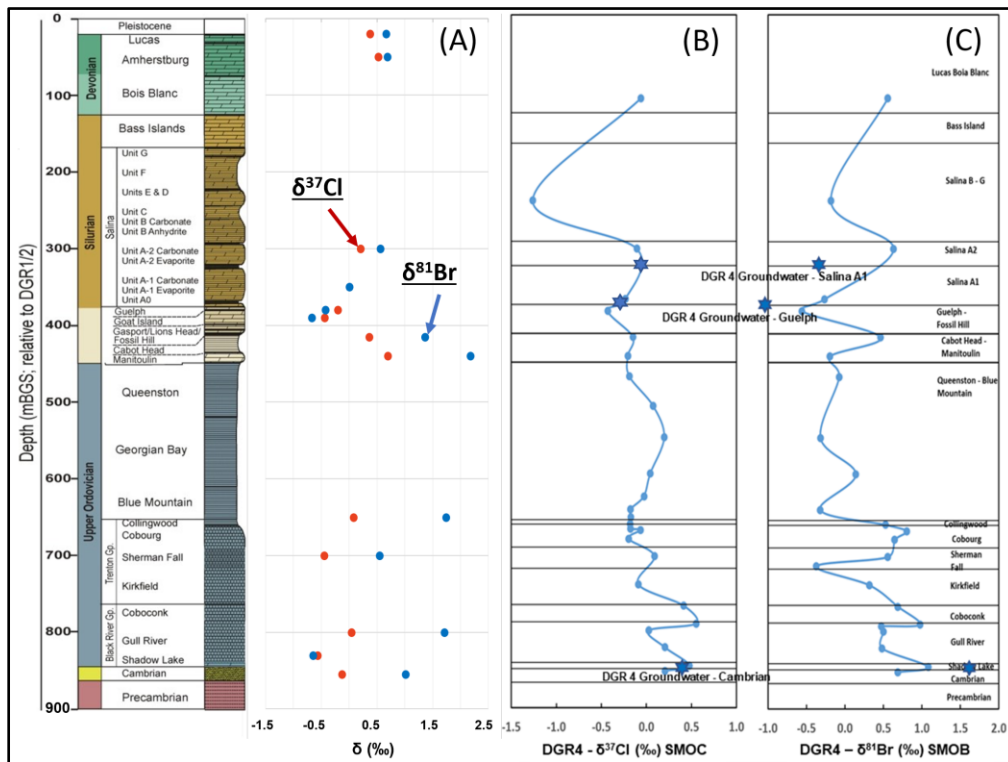 0
100
200
300
400
500
600
700
800
900
Depth (mBGS; relative to DGR1/2)
Devonian
Silurian
Upper Ordovician
Salina
Trenton Gp.
Black River Gp.
Pleistocene
Lucas
Amherstburg
Bois Blanc
Bass Islands
Unit G
Unit F
Units E & D
Unit C
Unit B Carbonate
Unit B Anhydrite
Unit A-2 Carbonate
Unit A-2 Evaporite
Unit A-1 Carbonate
Unit A-1 Evaporite
Unit A0
Guelph
Goat Island
Gasport/Lions Head/
Fossil Hill
Cabot Head
Manitoulin
Queenston
Georgian Bay
Blue Mountain
Collingwood
Cobourg
Sherman Fall
Kirkfield
Coboconk
Gull River
Shadow Lake
Cambrian
Precambrian
(A)
δ³⁷Cl
δ⁸¹Br
-1.5 -0.5 0.5 1.5 2.5
δ (‰)
(B)
DGR 4 Groundwater - Salina A1
DGR 4 Groundwater - Guelph
DGR 4 Groundwater - Cambrian
-1.5 -1.0 -0.5 0.0 0.5 1.0
DGR4 - δ³⁷Cl (‰) SMOC
(C)
Lucas Boia Blanc
Bass Island
Salina B - G
Salina A2
Salina A1
Guelph -
Fossil Hill
Cabot Head -
Manitoulin
Queenston - Blue
Mountain
Collingwood
Cobourg
Sherman
Fall
Kirkfield
Coboconk
Gull River
Shadow Lake
Cambrian
Precambrian
-1.0 -0.5 0.0 0.5 1.0 1.5 2.0
DGR4 – δ⁸¹Br (‰) SMOB